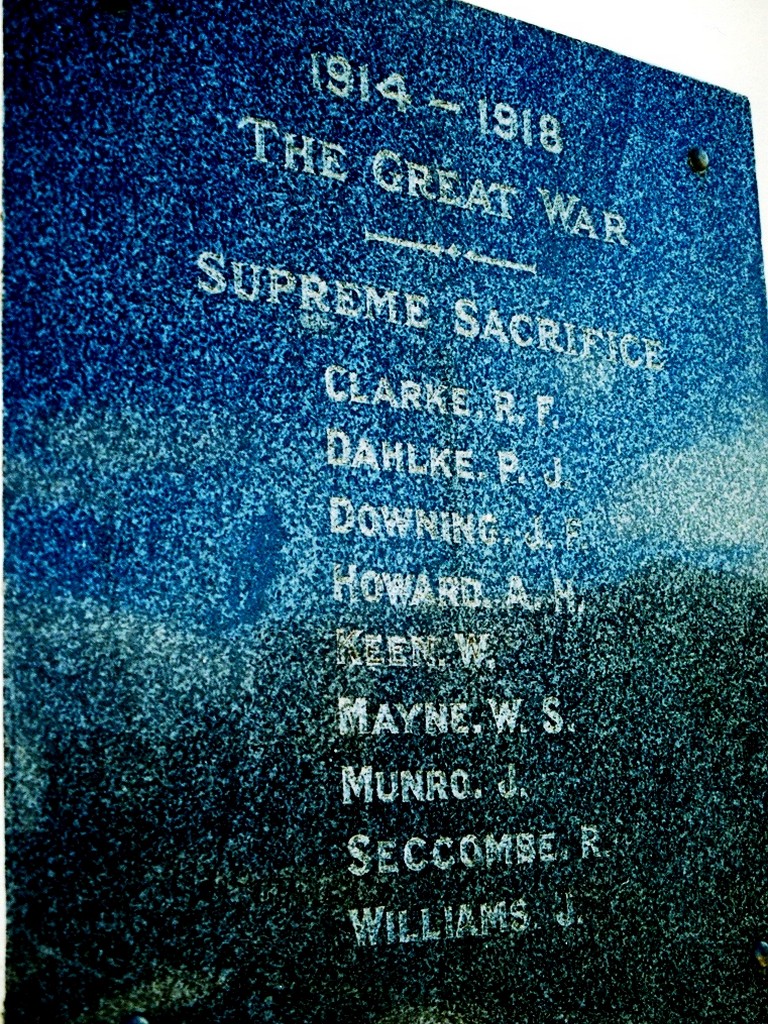 1914 – 1918
THE GREAT WAR
SUPREME SACRIFICE
CLARKE. R. F.
DAHLKE. P. J.
DOWNING. J. F.
HOWARD. A. H.
KEEN. W.
MAYNE. W. S.
MUNRO. J.
SECCOMBE. R.
WILLIAMS. J.